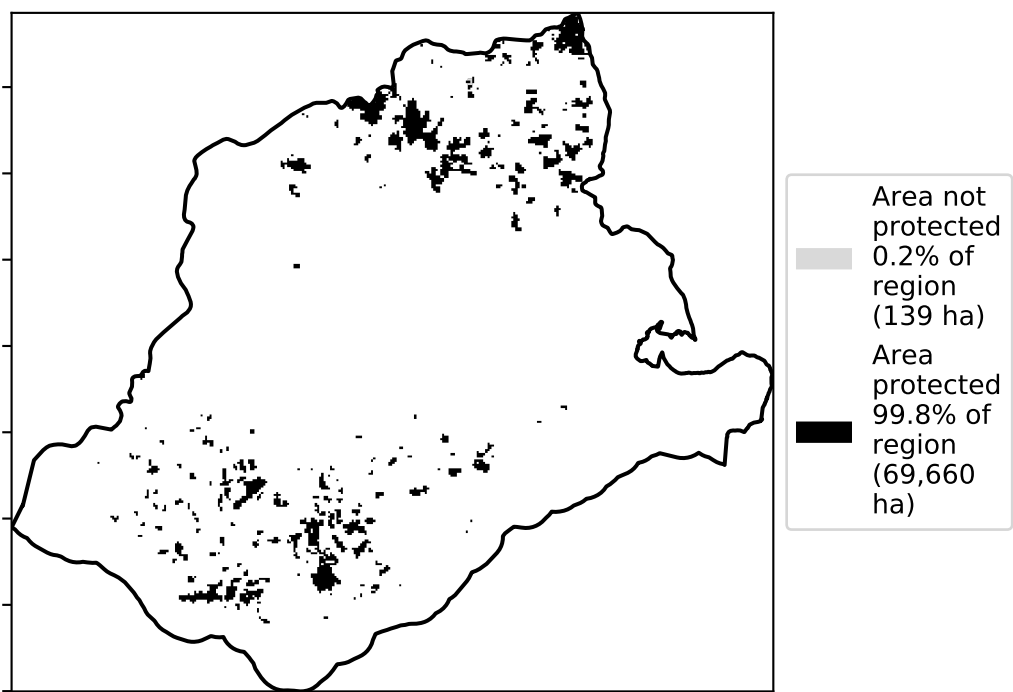 Area not
protected
0.2% of
region
(139 ha)
Area
protected
99.8% of
region
(69,660
ha)